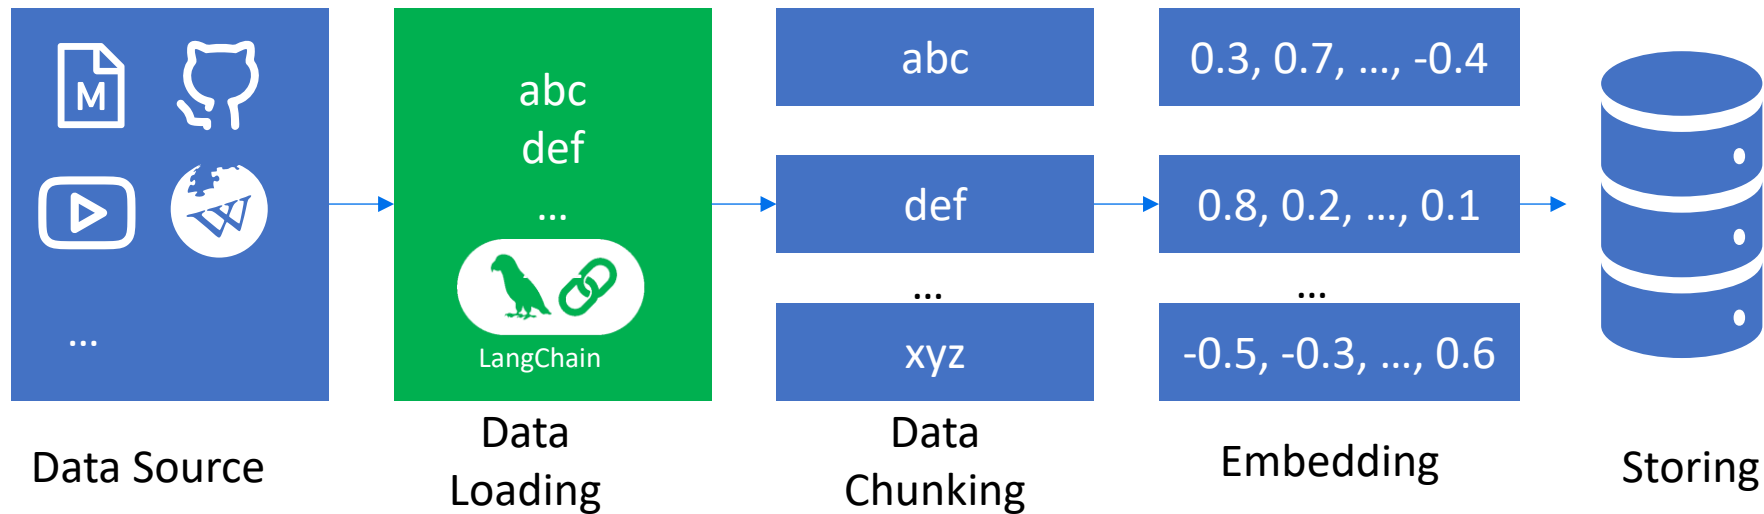 M
W
...
Data Source
abc
def
...
LangChain
Data
Loading
abc
def
...
xyz
Data
Chunking
0.3, 0.7, ..., -0.4
0.8, 0.2, ..., 0.1
...
-0.5, -0.3, ..., 0.6
Embedding
Storing